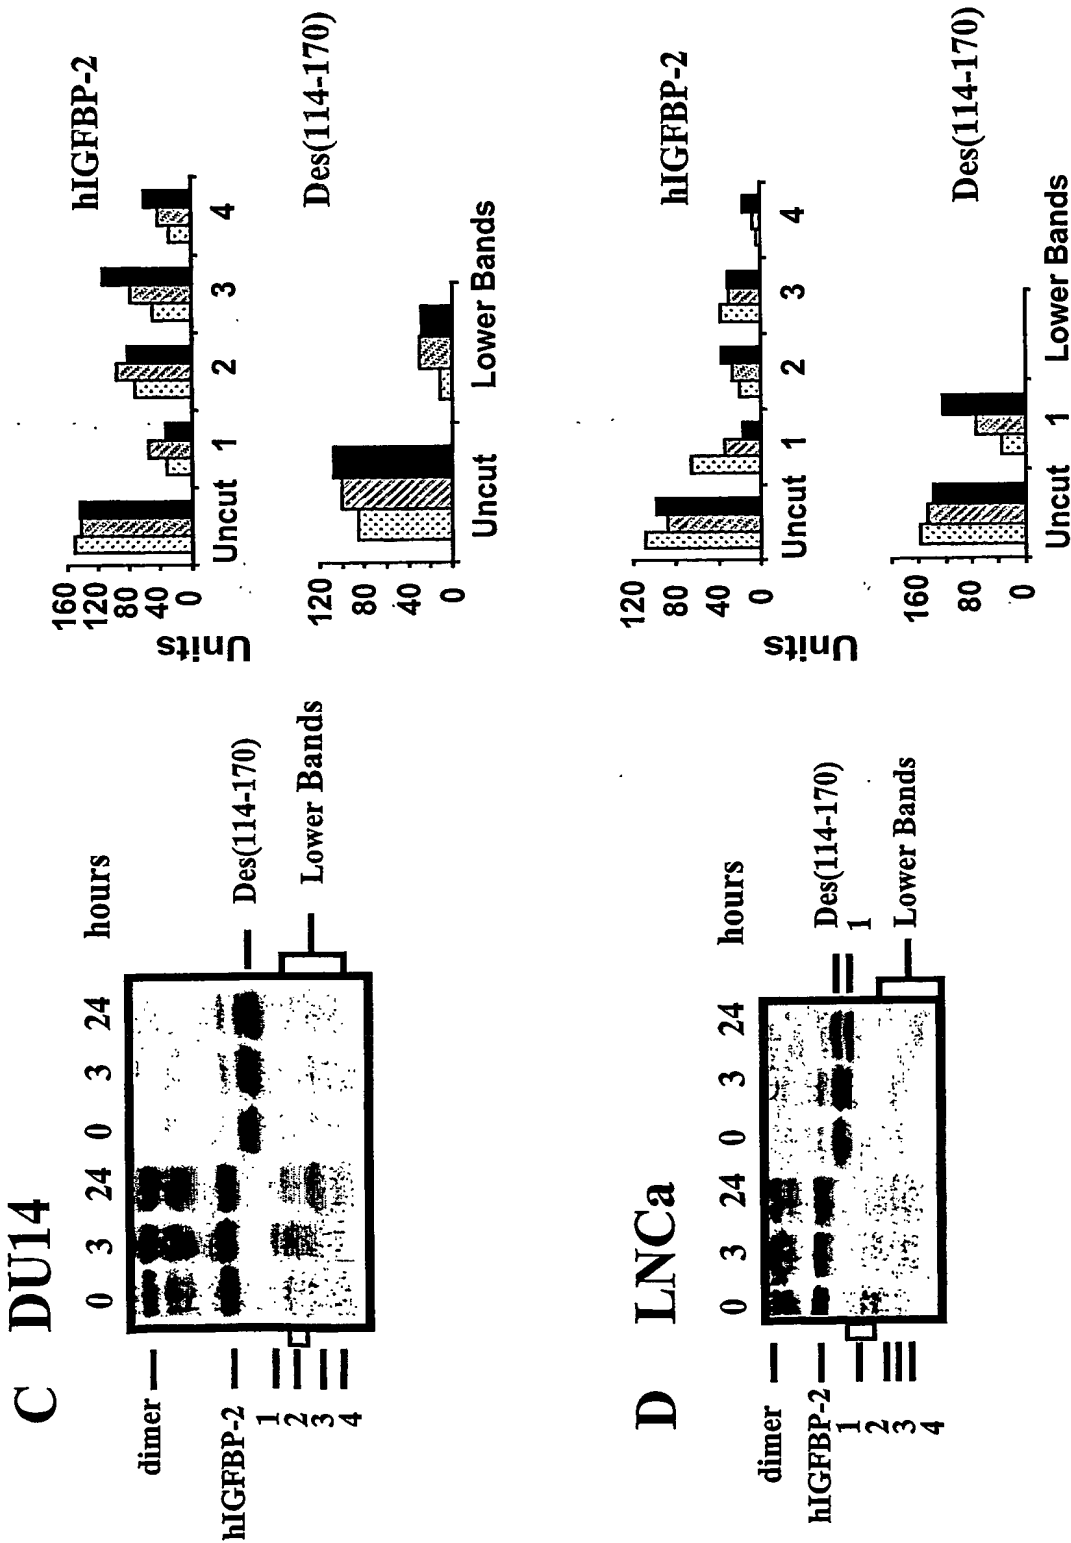 C DU14
0 3 24 0 3 24 hours
dimer
hIGFBP-2
1
2
3
4
Des(114-170)
Lower Bands
Units
160
120
80
40
0
Uncut 1 2 3 4
hIGFBP-2
120
80
40
0
Uncut Lower Bands
Des(114-170)
D LNCa
0 3 24 0 3 24 hours
dimer
hIGFBP-2
1
2
3
4
Des(114-170)
1
Lower Bands
Units
120
80
40
0
Uncut 1 2 3 4
hIGFBP-2
160
80
0
Uncut 1 Lower Bands
Des(114-170)